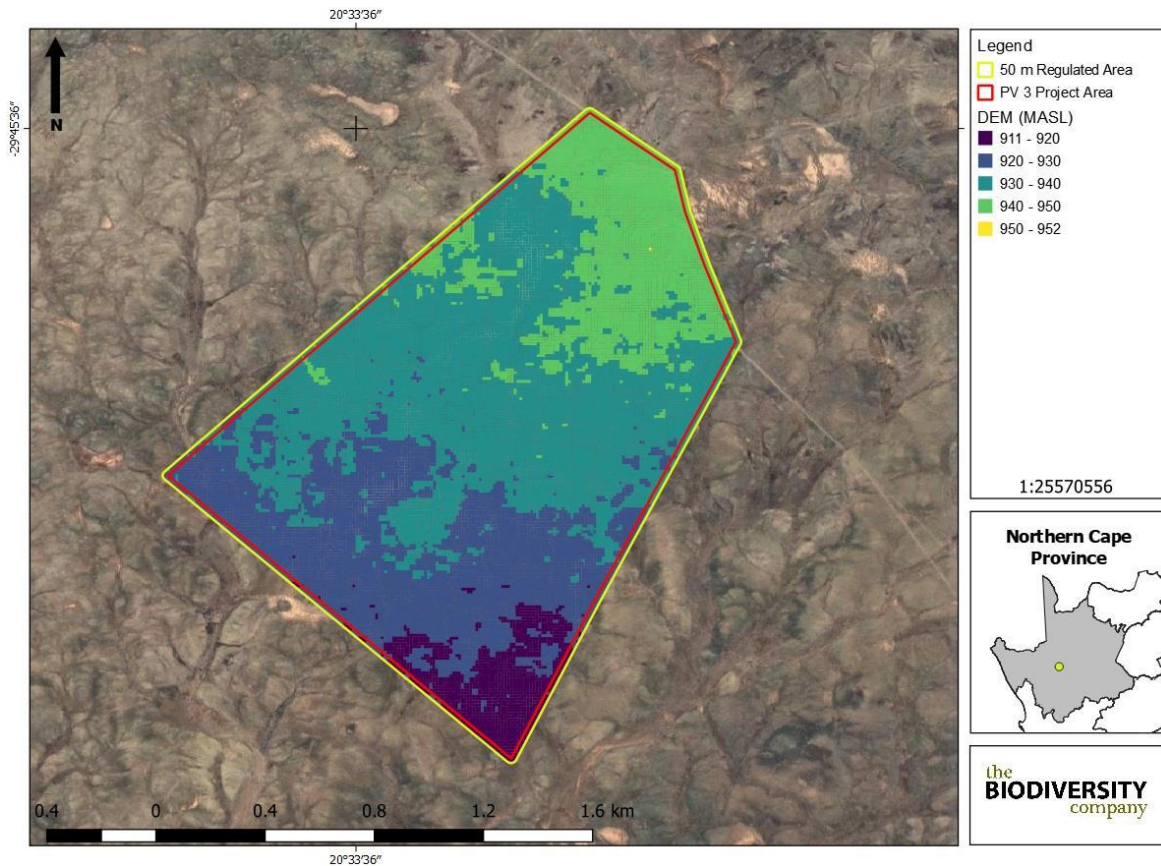 20°33'36"
-29°45'36"
N
Legend
50 m Regulated Area
PV 3 Project Area
DEM (MASL)
911 - 920
920 - 930
930 - 940
940 - 950
950 - 952
1:25570556
Northern Cape
Province
the
BIODIVERSITY
company
0.4 0 0.4 0.8 1.2 1.6 km
20°33'36"